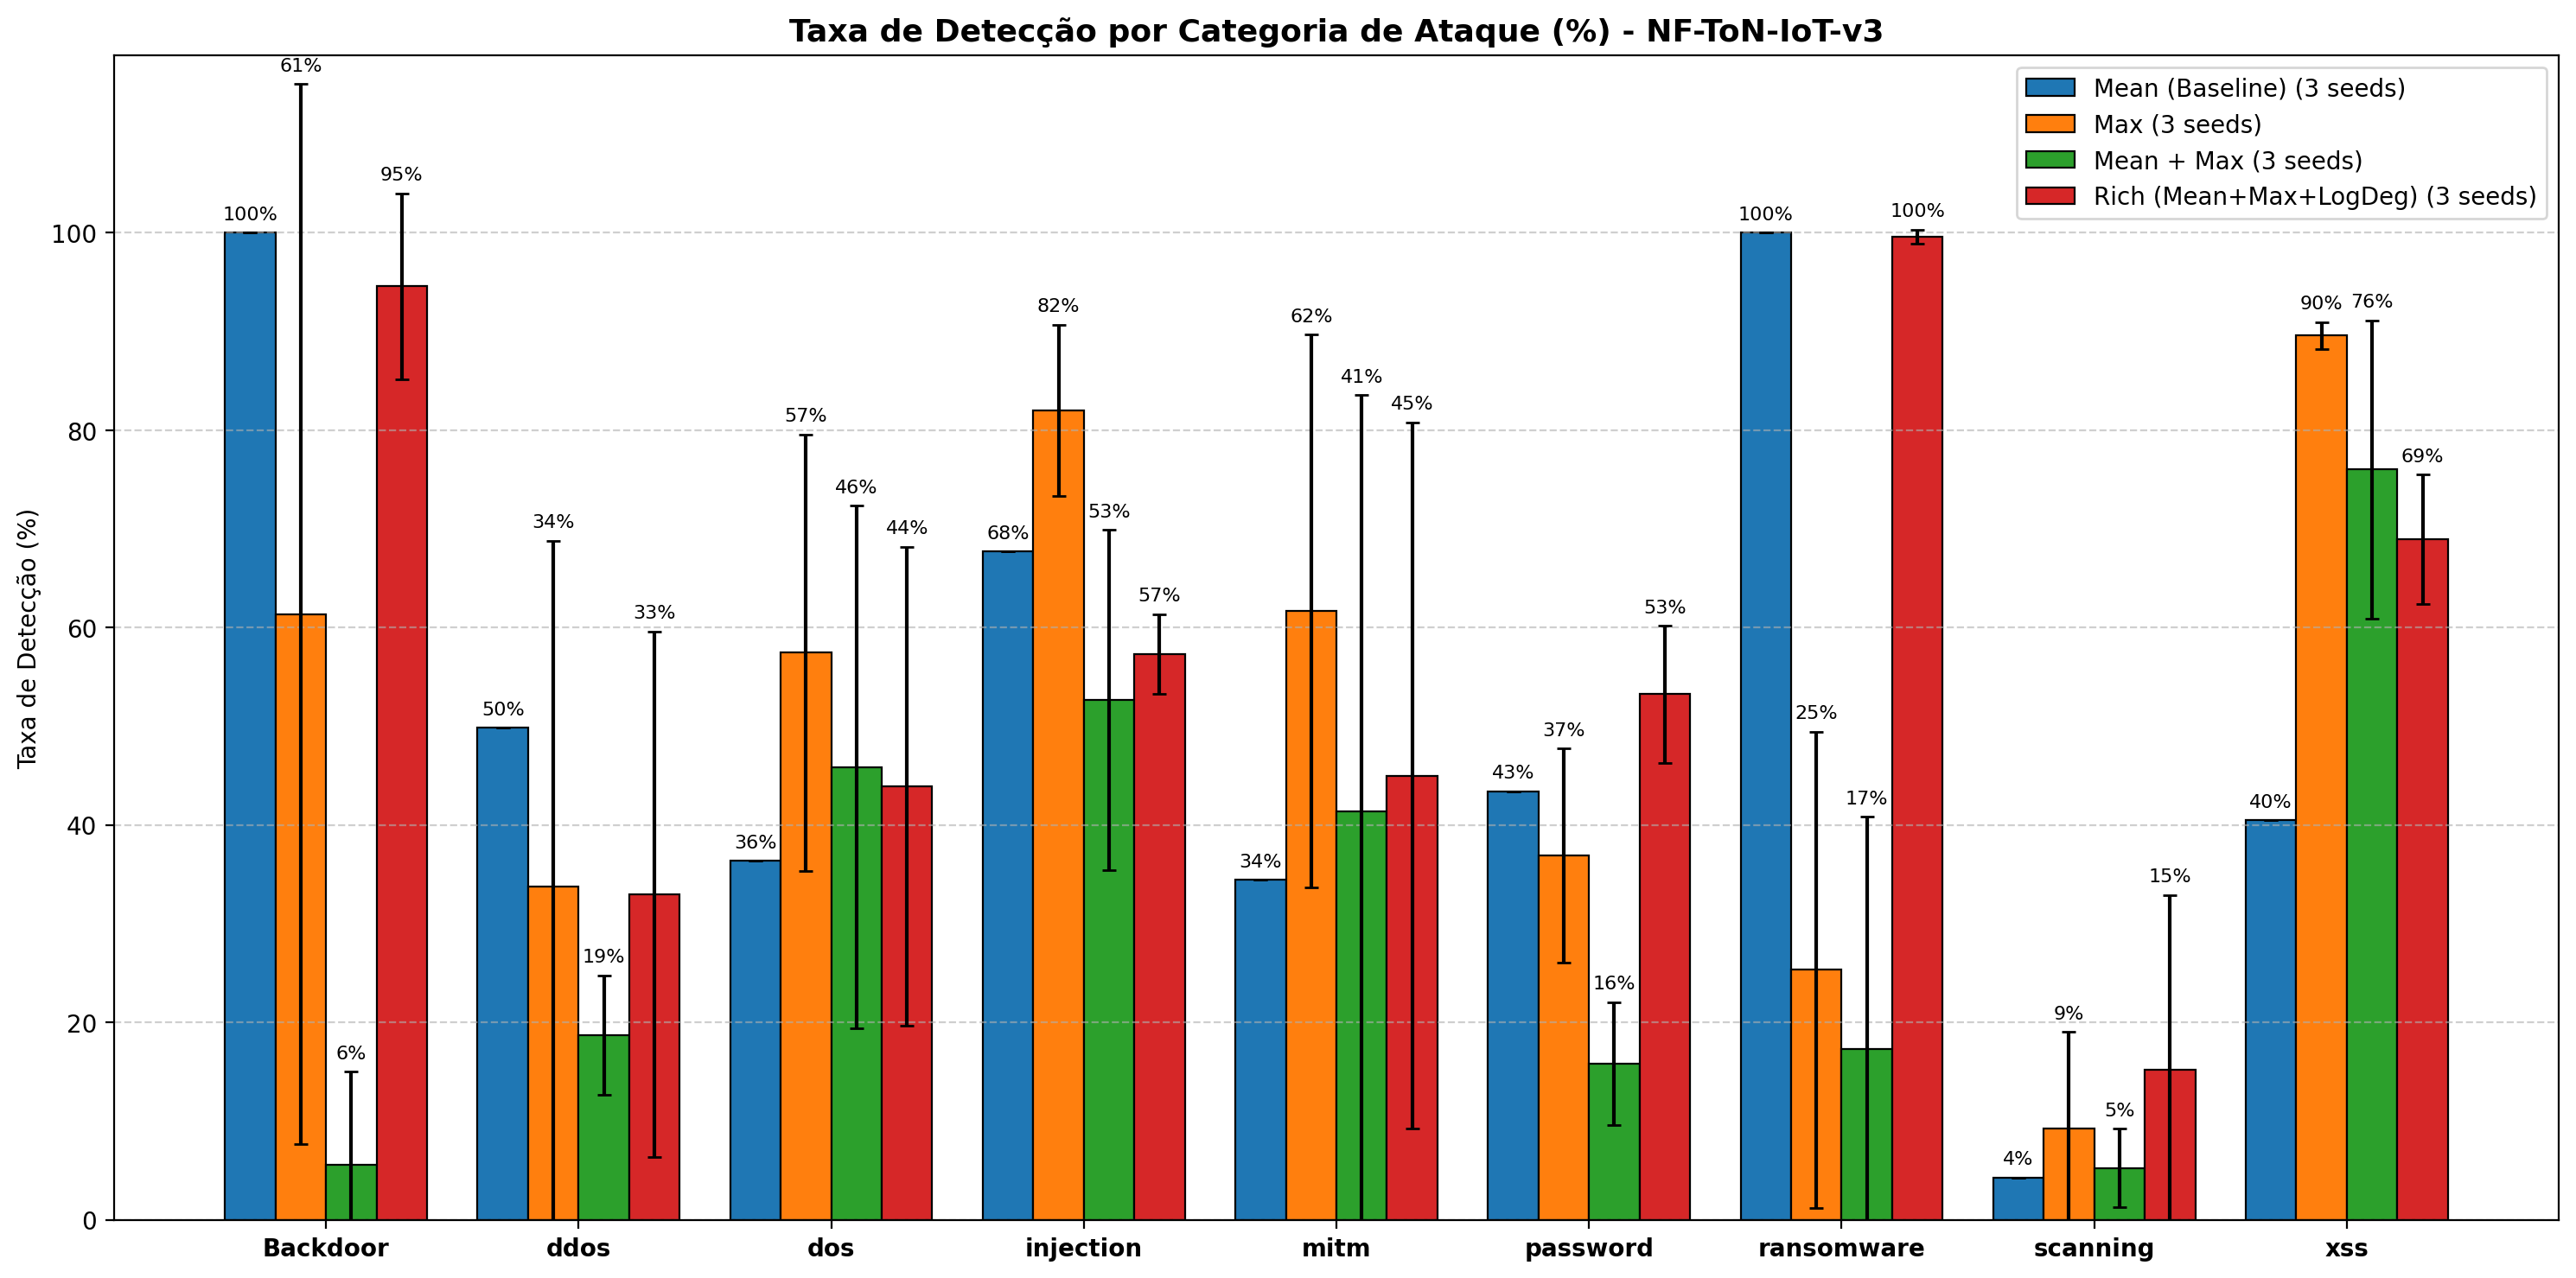 Taxa de Detecção por Categoria de Ataque (%) - NF-ToN-IoT-v3
Mean (Baseline) (3 seeds)
Max (3 seeds)
Mean + Max (3 seeds)
Rich (Mean+Max+LogDeg) (3 seeds)
Taxa de Detecção (%)
100
80
60
40
20
0
100%
61%
6%
95%
50%
34%
19%
33%
36%
57%
46%
44%
68%
82%
53%
57%
34%
62%
41%
45%
43%
37%
16%
53%
100%
25%
17%
100%
4%
9%
5%
15%
40%
90%
76%
69%
Backdoor
ddos
dos
injection
mitm
password
ransomware
scanning
xss